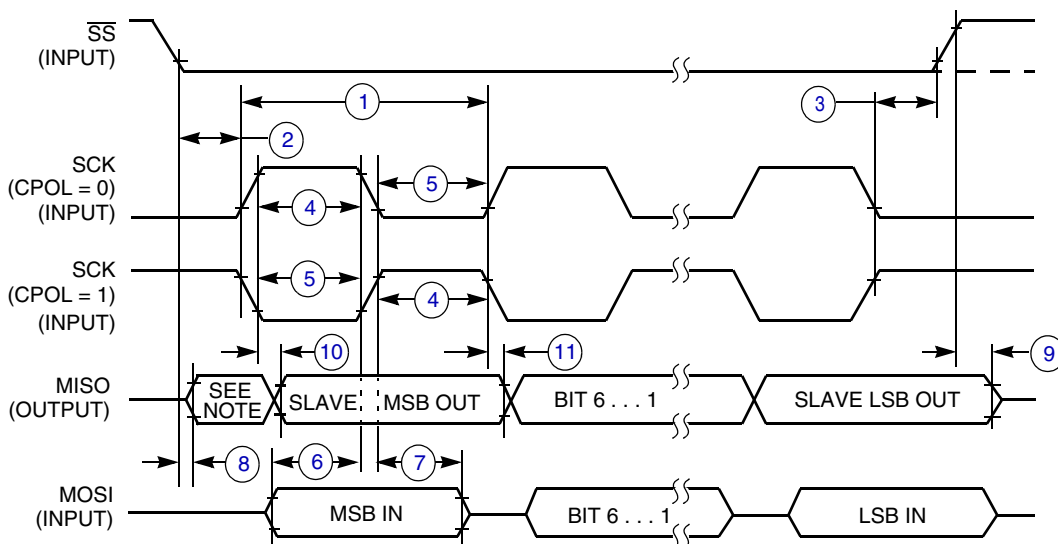 SS
(INPUT)
1
3
2
SCK
(CPOL = 0)
(INPUT)
5
4
SCK
(CPOL = 1)
(INPUT)
5
4
10
11
9
MISO
(OUTPUT)
SEE
NOTE
SLAVE
MSB OUT
BIT 6 . . . 1
SLAVE LSB OUT
8
6
7
MOSI
(INPUT)
MSB IN
BIT 6 . . . 1
LSB IN